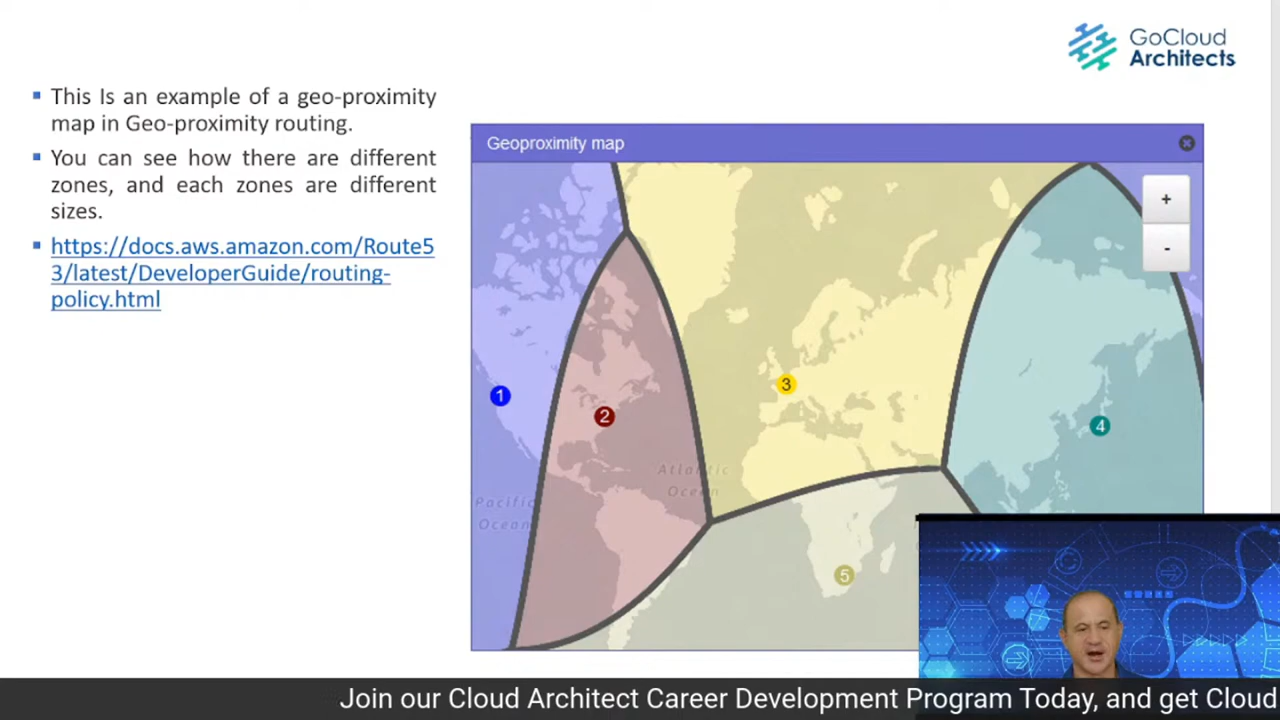 GoCloud
Architects
This Is an example of a geo-proximity
map in Geo-proximity routing.
You can see how there are different
zones, and each zones are different
sizes.
https://docs.aws.amazon.com/Route5
3/latest/DeveloperGuide/routing-
policy.html
Geoproximity map
+
-
1
2
3
4
5
Atlantic
Ocean
Pacific
Ocean
Join our Cloud Architect Career Development Program Today, and get Cloud